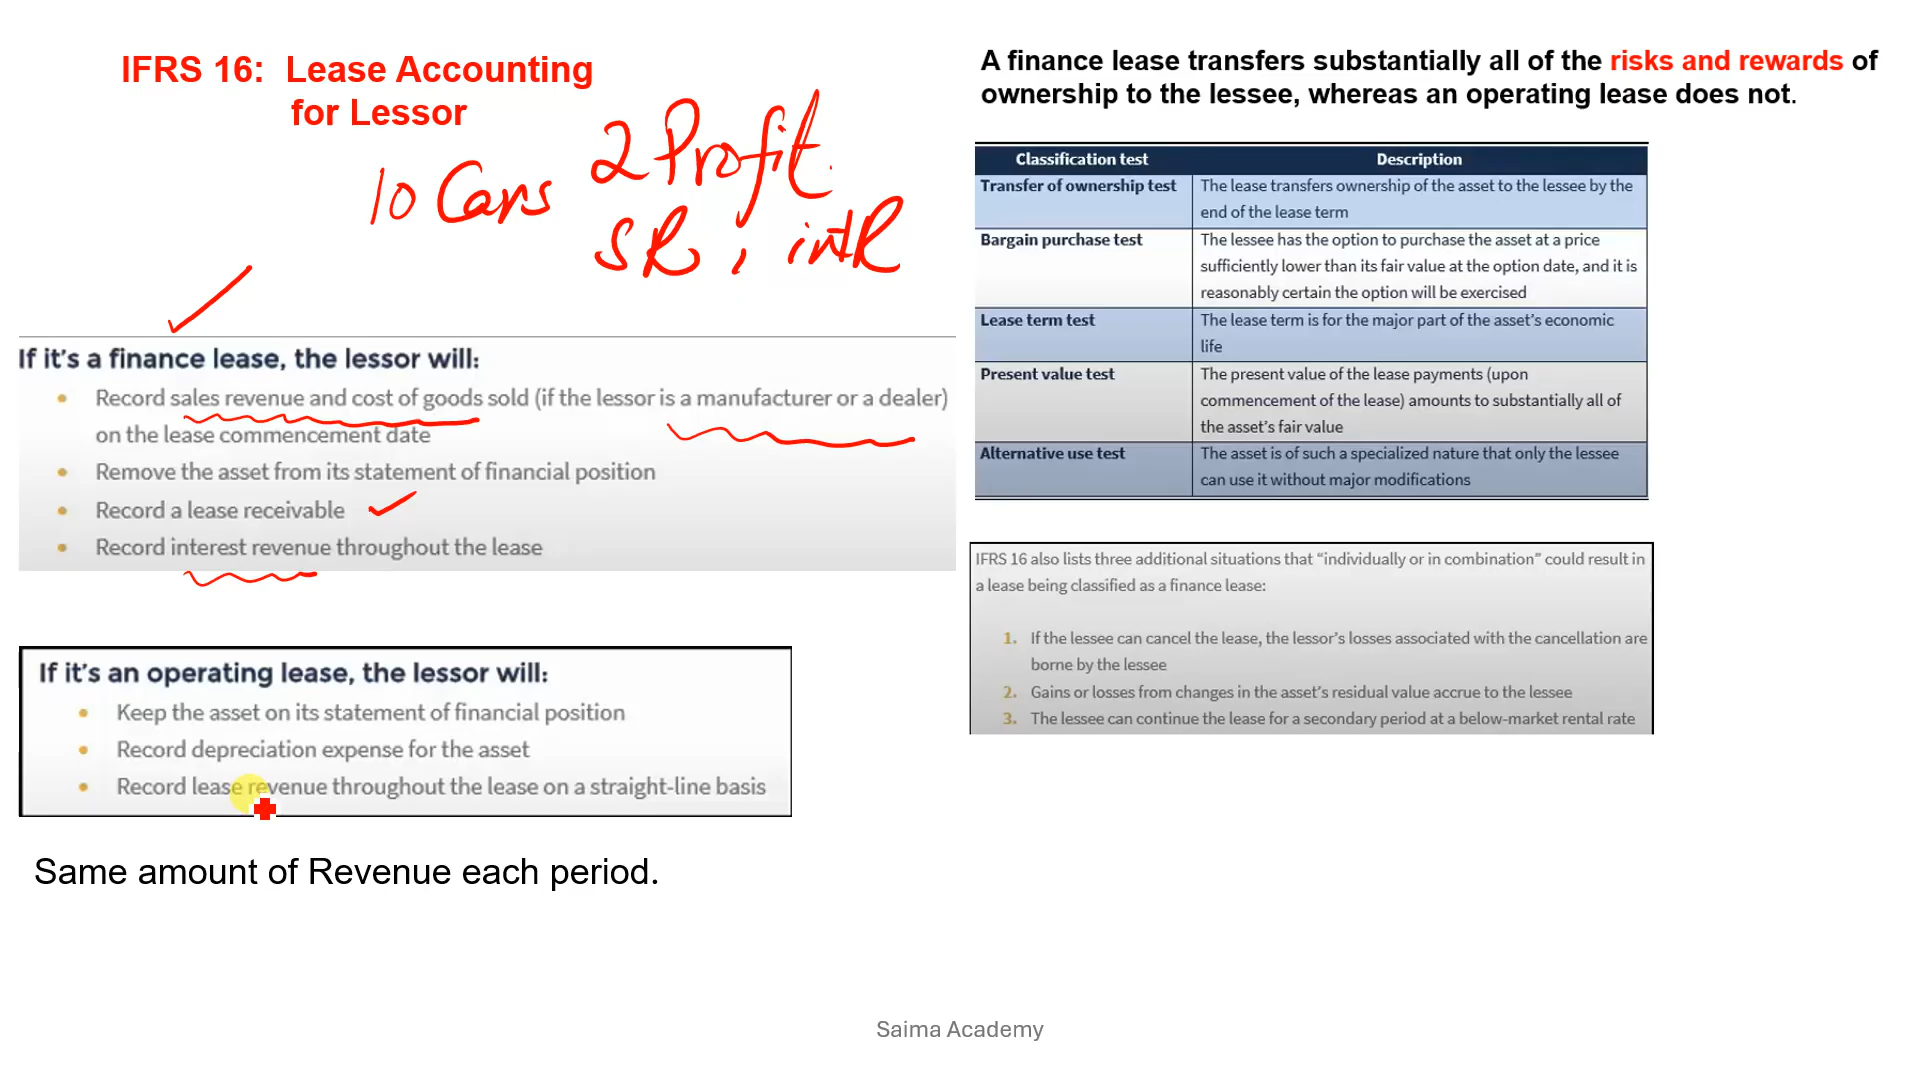 IFRS 16: Lease Accounting
for Lessor
10 Cars
2 Profit.
SR, intR
If it's a finance lease, the lessor will:
• Record sales revenue and cost of goods sold (if the lessor is a manufacturer or a dealer)
on the lease commencement date
• Remove the asset from its statement of financial position
• Record a lease receivable
• Record interest revenue throughout the lease
If it's an operating lease, the lessor will:
• Keep the asset on its statement of financial position
• Record depreciation expense for the asset
• Record lease revenue throughout the lease on a straight-line basis
Same amount of Revenue each period.
A finance lease transfers substantially all of the risks and rewards of
ownership to the lessee, whereas an operating lease does not.
Classification test Description
Transfer of ownership test The lease transfers ownership of the asset to the lessee by the
end of the lease term
Bargain purchase test The lessee has the option to purchase the asset at a price
sufficiently lower than its fair value at the option date, and it is
reasonably certain the option will be exercised
Lease term test The lease term is for the major part of the asset's economic
life
Present value test The present value of the lease payments (upon
commencement of the lease) amounts to substantially all of
the asset's fair value
Alternative use test The asset is of such a specialized nature that only the lessee
can use it without major modifications
IFRS 16 also lists three additional situations that “individually or in combination” could result in
a lease being classified as a finance lease:
1. If the lessee can cancel the lease, the lessor's losses associated with the cancellation are
borne by the lessee
2. Gains or losses from changes in the asset's residual value accrue to the lessee
3. The lessee can continue the lease for a secondary period at a below-market rental rate
Saima Academy